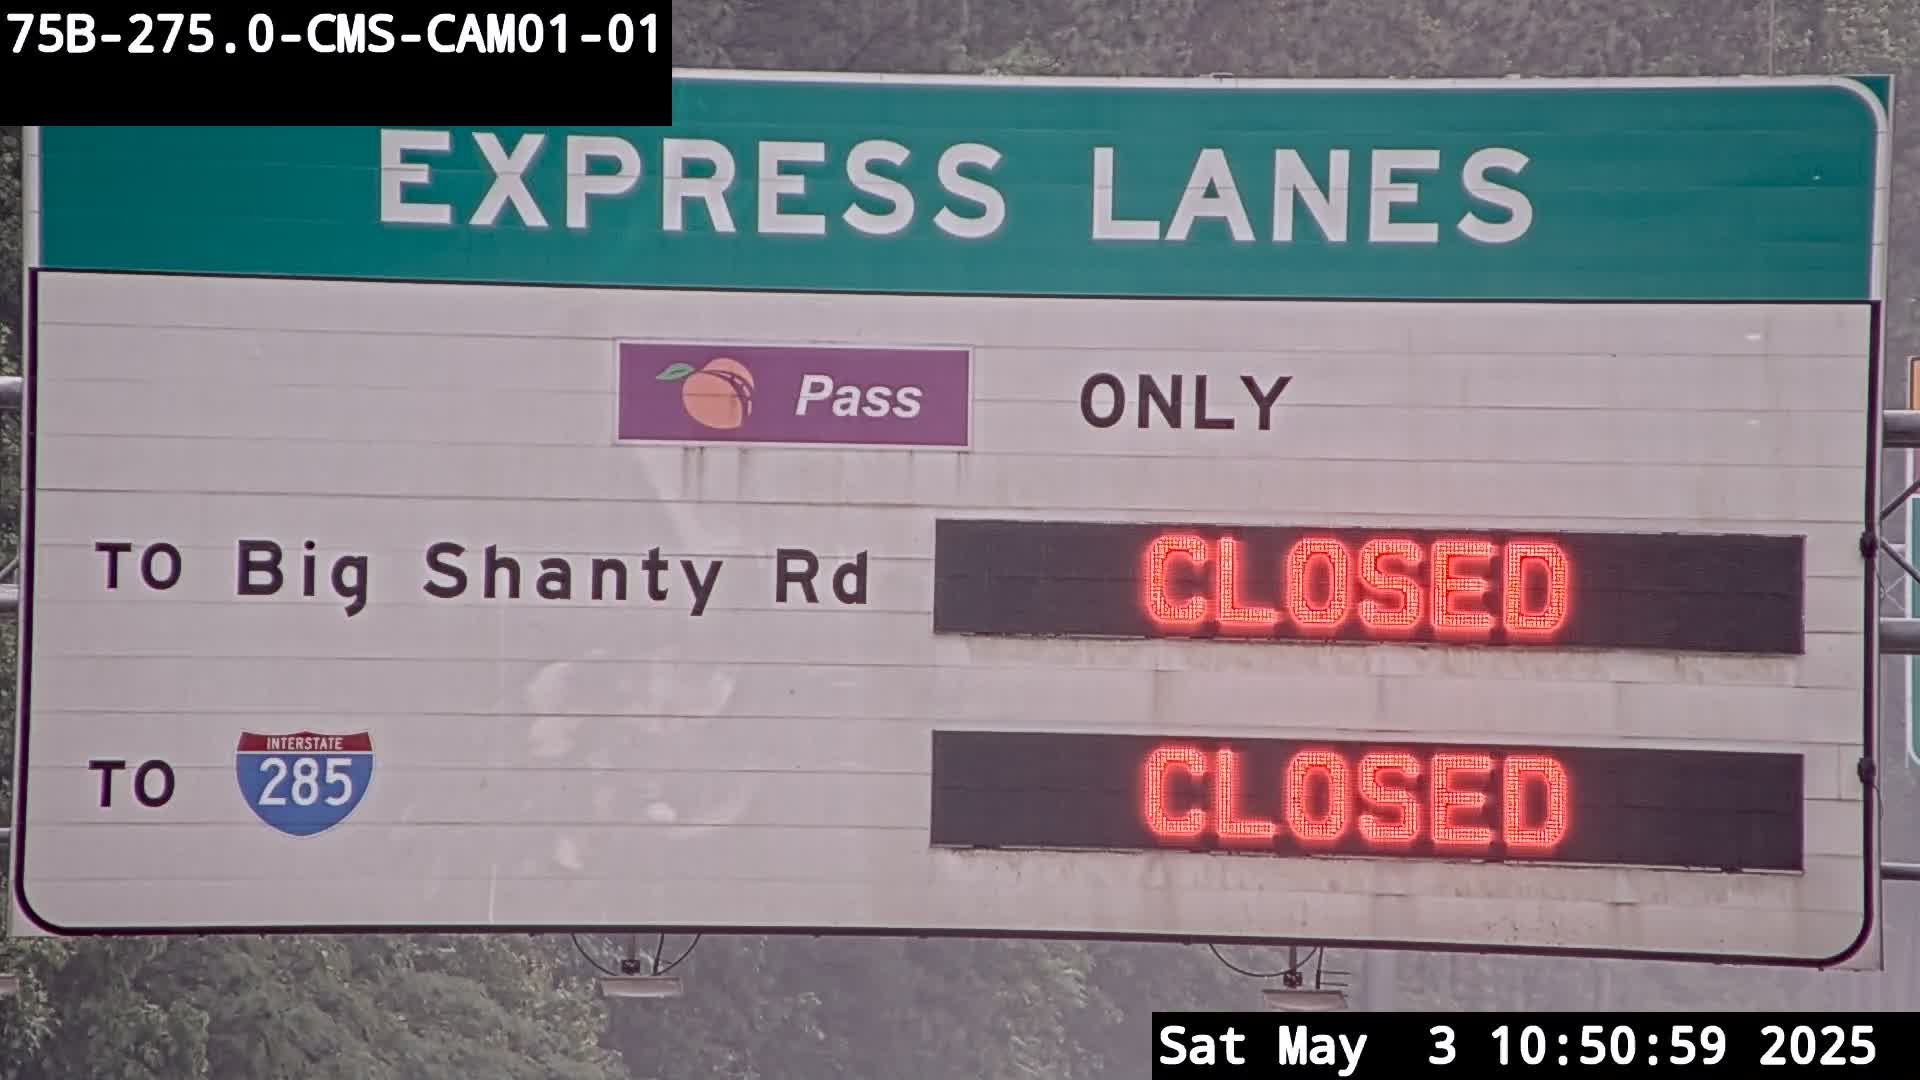 75B-275.0-CMS-CAM01-01
EXPRESS LANES
Pass ONLY
TO Big Shanty Rd CLOSED
TO INTERSTATE 285 CLOSED
Sat May 3 10:50:59 2025